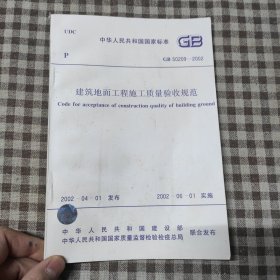 UDC
中华人民共和国国家标准 GB
P
GB 50209－2002
建筑地面工程施工质量验收规范
Code for acceptance of construction quality of building ground
2002－04－01 发布 2002－06－01 实施
中华人民共和国建设部
中华人民共和国国家质量监督检验检疫总局 联合发布